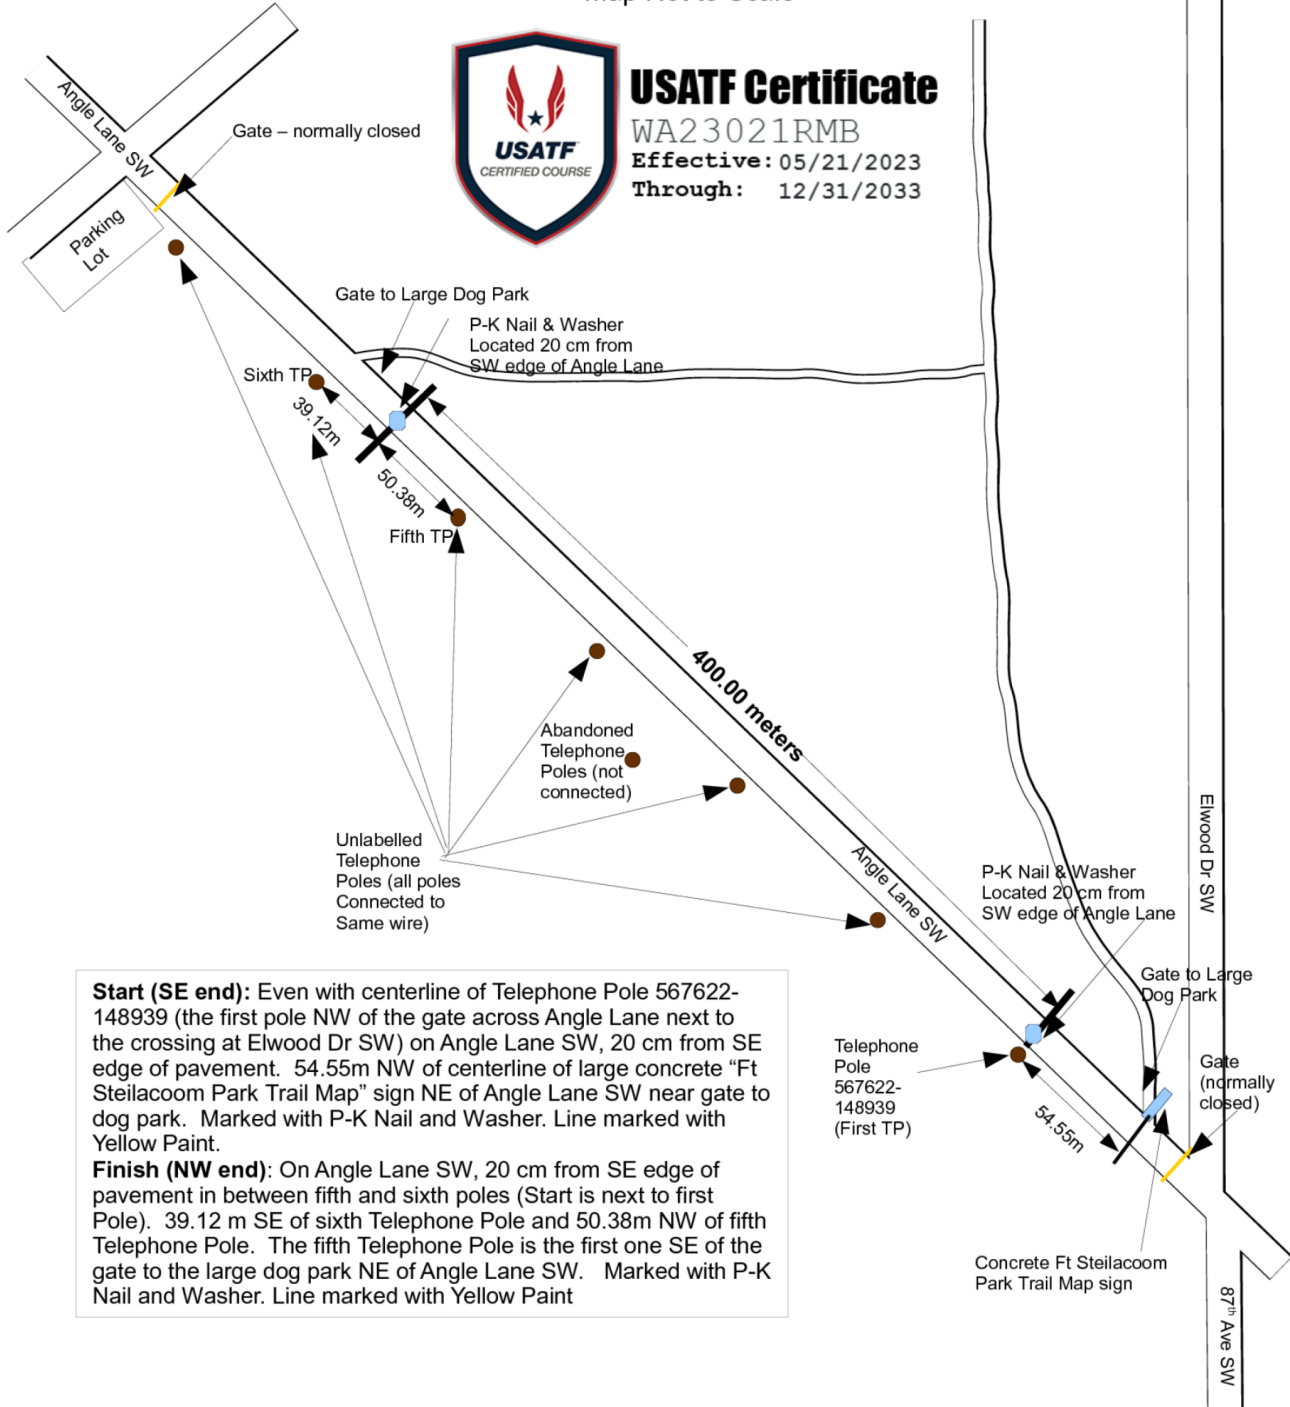 Map Not to Scale
USATF Certificate
WA23021RMB
Effective: 05/21/2023
Through: 12/31/2033
USATF
CERTIFIED COURSE
Angle Lane SW
Gate – normally closed
Parking
Lot
Gate to Large Dog Park
P-K Nail & Washer
Located 20 cm from
SW edge of Angle Lane
Sixth TP
39.12m
50.38m
Fifth TP
400.00 meters
Abandoned
Telephone
Poles (not
connected)
Unlabelled
Telephone
Poles (all poles
Connected to
Same wire)
Angle Lane SW
Elwood Dr SW
P-K Nail & Washer
Located 20 cm from
SW edge of Angle Lane
Gate to Large
Dog Park
Telephone
Pole
567622-
148939
(First TP)
54.55m
Gate
(normally
closed)
Concrete Ft Steilacoom
Park Trail Map sign
87th Ave SW
Start (SE end): Even with centerline of Telephone Pole 567622-
148939 (the first pole NW of the gate across Angle Lane next to
the crossing at Elwood Dr SW) on Angle Lane SW, 20 cm from SE
edge of pavement. 54.55m NW of centerline of large concrete “Ft
Steilacoom Park Trail Map” sign NE of Angle Lane SW near gate to
dog park. Marked with P-K Nail and Washer. Line marked with
Yellow Paint.
Finish (NW end): On Angle Lane SW, 20 cm from SE edge of
pavement in between fifth and sixth poles (Start is next to first
Pole). 39.12 m SE of sixth Telephone Pole and 50.38m NW of fifth
Telephone Pole. The fifth Telephone Pole is the first one SE of the
gate to the large dog park NE of Angle Lane SW. Marked with P-K
Nail and Washer. Line marked with Yellow Paint